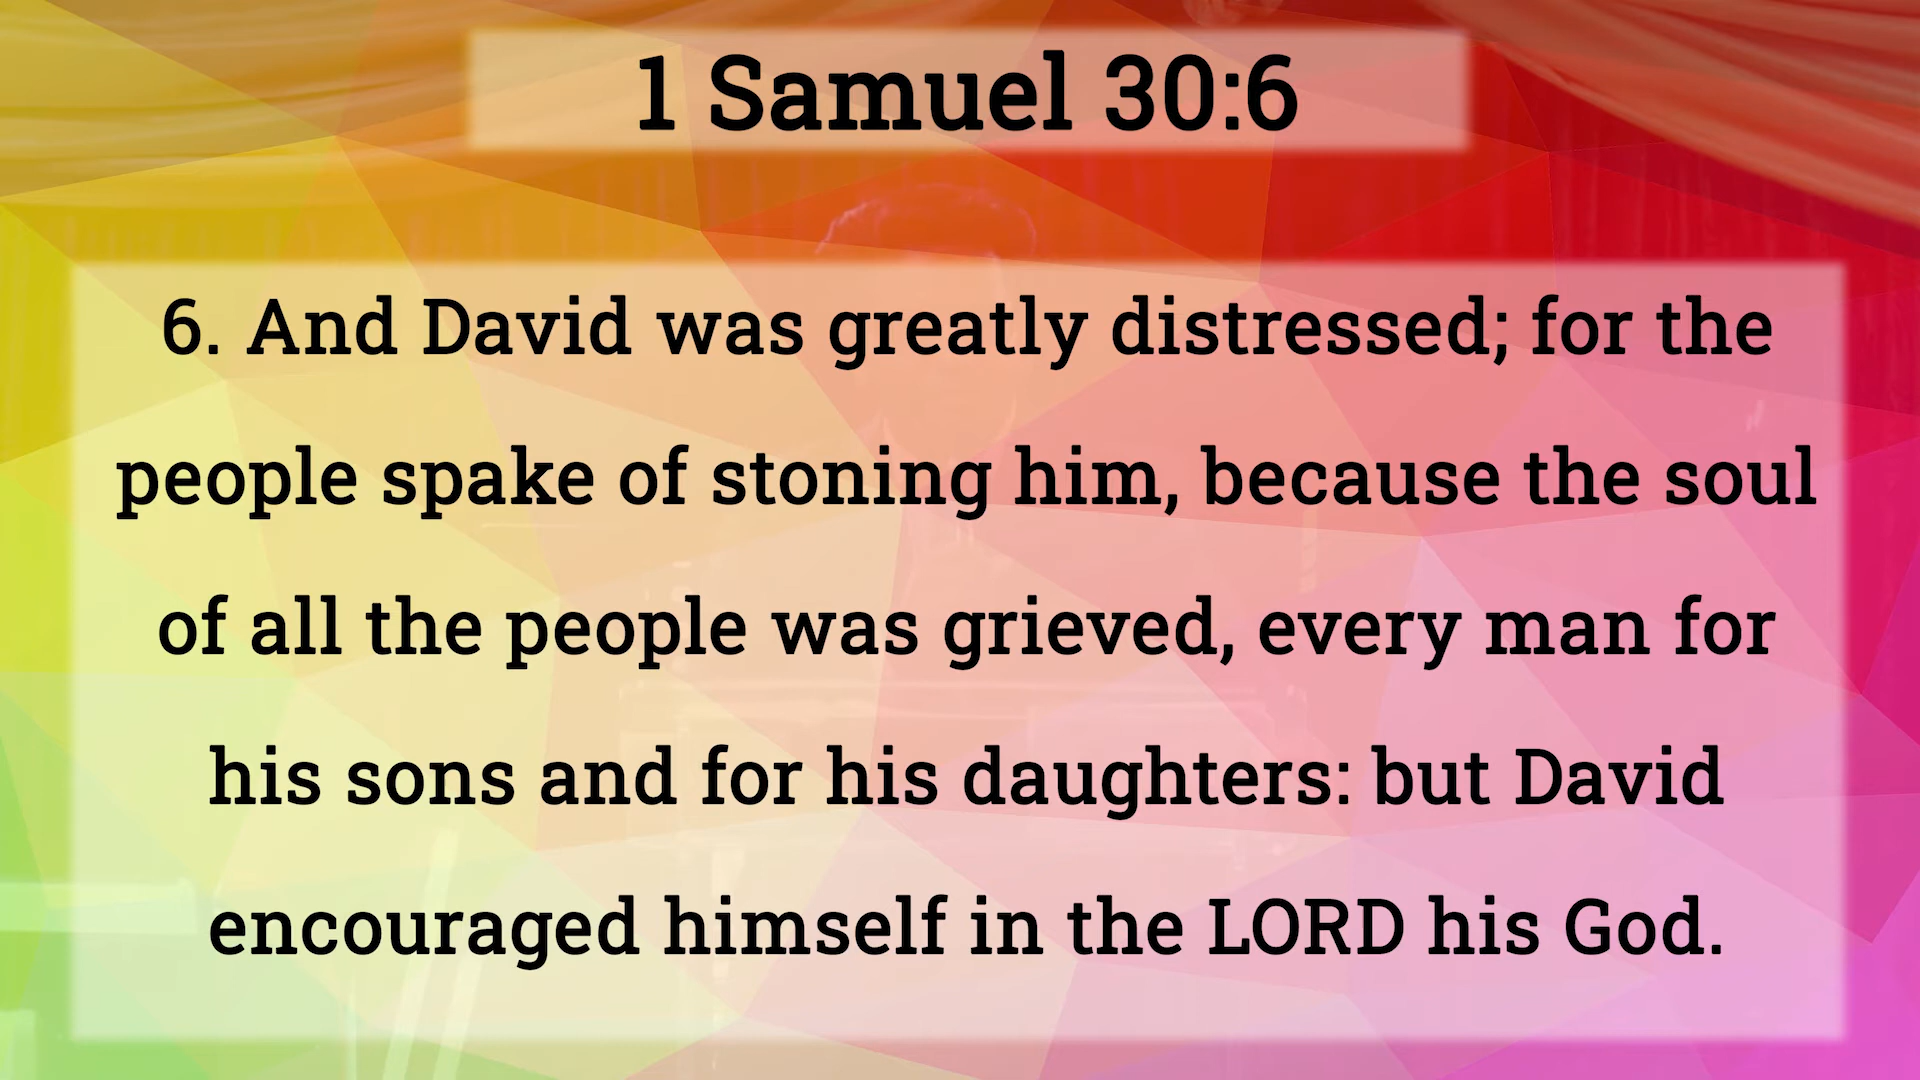 1 Samuel 30:6
6. And David was greatly distressed; for the
people spake of stoning him, because the soul
of all the people was grieved, every man for
his sons and for his daughters: but David
encouraged himself in the LORD his God.